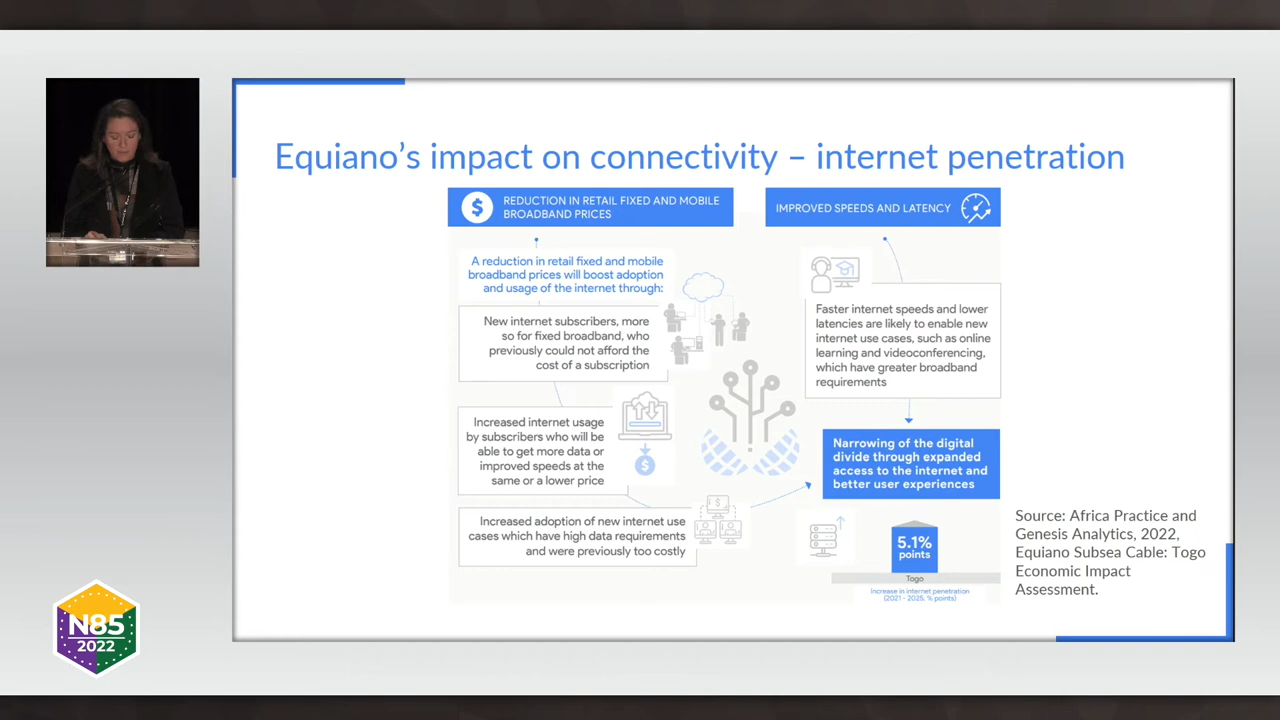 Equiano’s impact on connectivity – internet penetration
REDUCTION IN RETAIL FIXED AND MOBILE
BROADBAND PRICES
A reduction in retail fixed and mobile
broadband prices will boost adoption
and usage of the internet through:
New internet subscribers, more
so for fixed broadband, who
previously could not afford the
cost of a subscription
Increased internet usage
by subscribers who will be
able to get more data or
improved speeds at the
same or a lower price
Increased adoption of new internet use
cases which have high data requirements
and were previously too costly
IMPROVED SPEEDS AND LATENCY
Faster internet speeds and lower
latencies are likely to enable new
internet use cases, such as online
learning and videoconferencing,
which have greater broadband
requirements
Narrowing of the digital
divide through expanded
access to the internet and
better user experiences
5.1%
points
Togo
Increase in internet penetration
(2021 - 2025, % points)
Source: Africa Practice and
Genesis Analytics, 2022,
Equiano Subsea Cable: Togo
Economic Impact
Assessment.
N85
2022